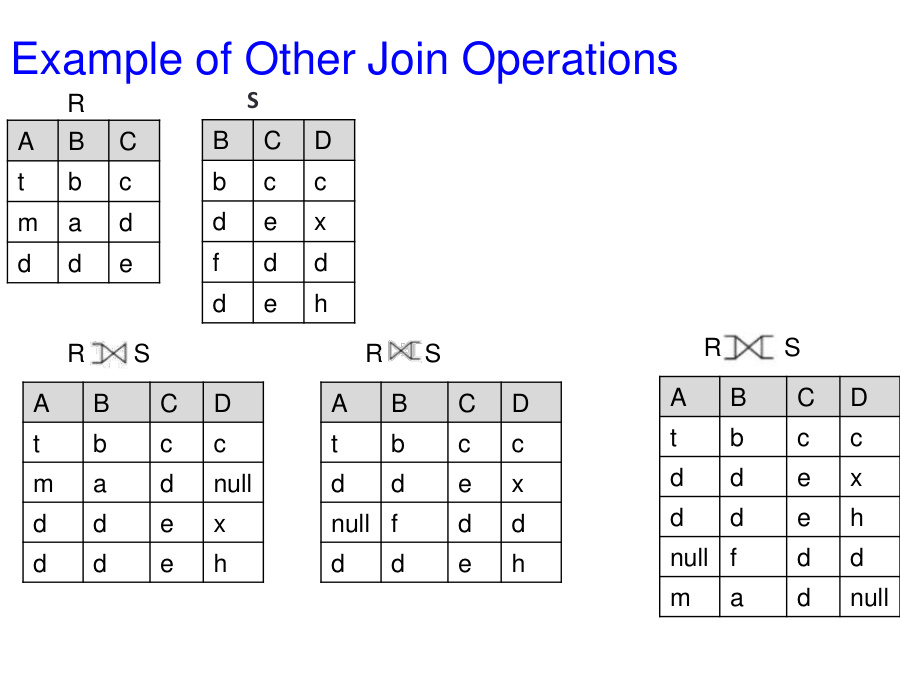 Example of Other Join Operations
R
A B C
t b c
m a d
d d e
S
B C D
b c c
d e x
f d d
d e h
R ⟕ S
A B C D
t b c c
m a d null
d d e x
d d e h
R ⟖ S
A B C D
t b c c
d d e x
null f d d
d d e h
R ⟗ S
A B C D
t b c c
d d e x
d d e h
null f d d
m a d null